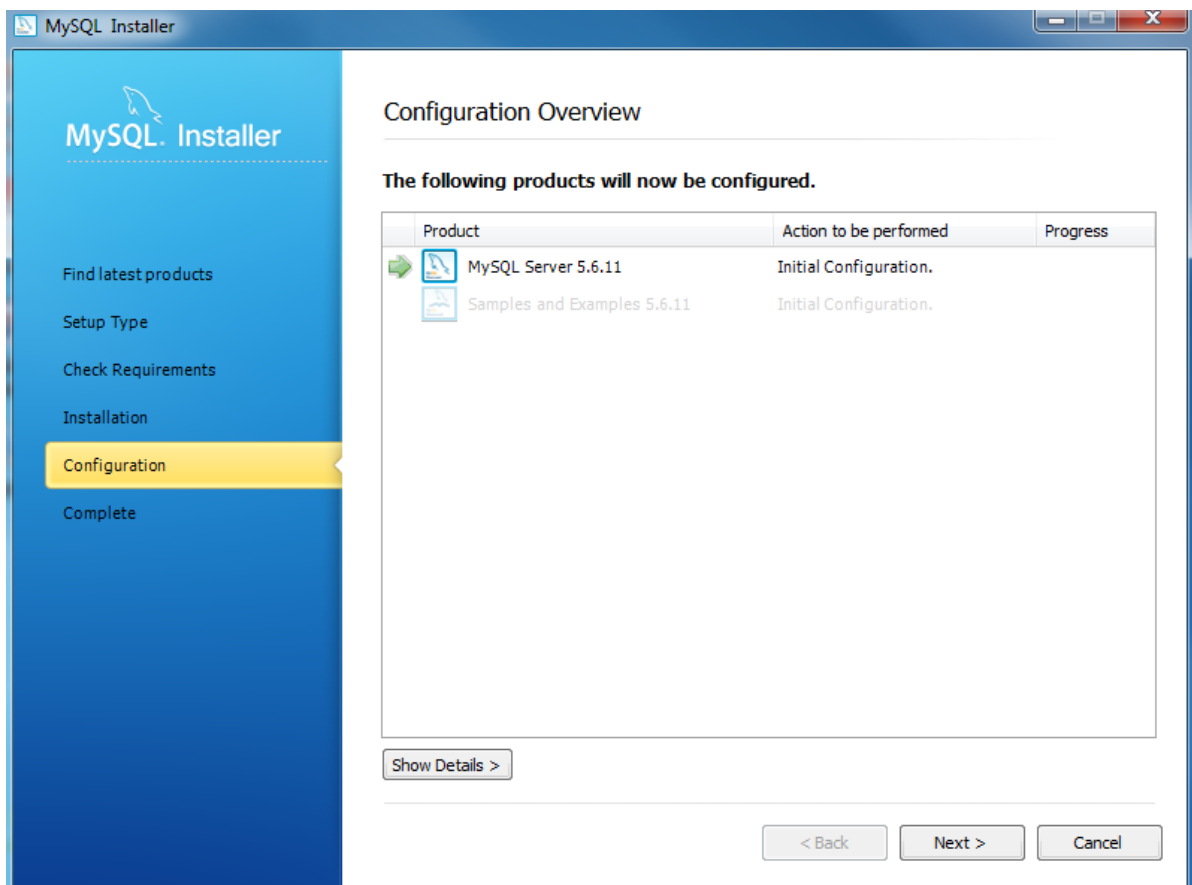 MySQL Installer
MySQL. Installer
Find latest products
Setup Type
Check Requirements
Installation
Configuration
Complete
Configuration Overview
The following products will now be configured.
Product Action to be performed Progress
MySQL Server 5.6.11 Initial Configuration.
Samples and Examples 5.6.11 Initial Configuration.
Show Details >
< Back Next > Cancel